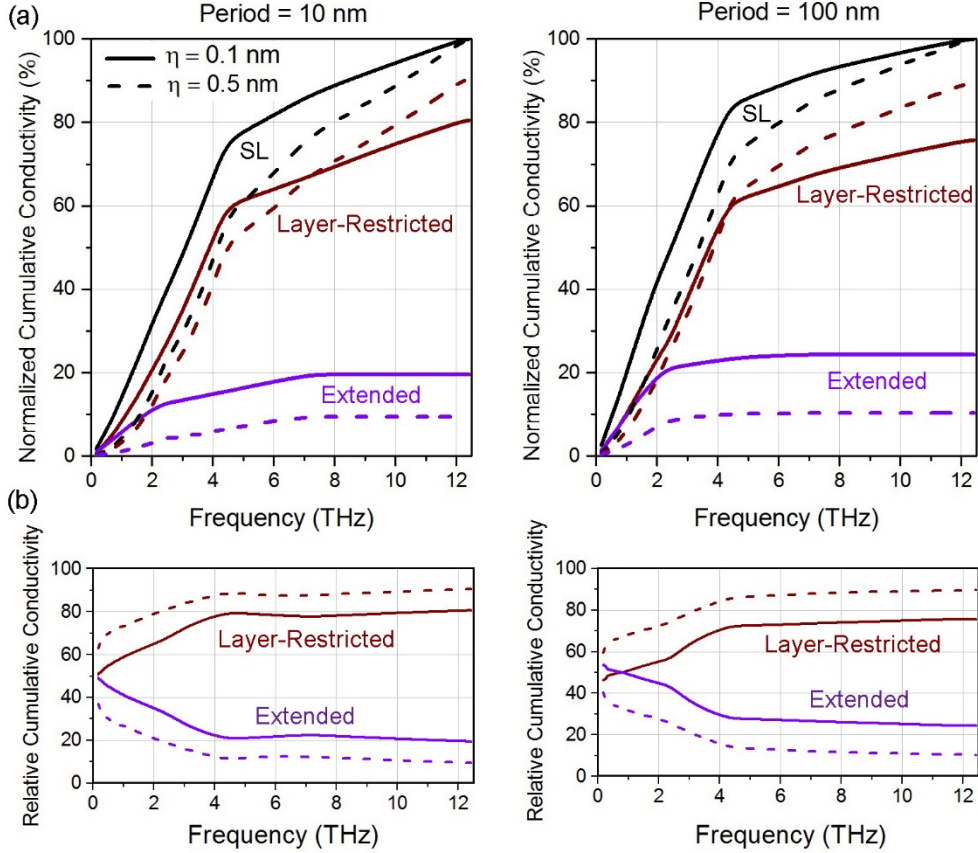 (a)
Period = 10 nm
Period = 100 nm
Normalized Cumulative Conductivity (%)
100
80
60
40
20
0
η = 0.1 nm
η = 0.5 nm
SL
Layer-Restricted
Extended
0 2 4 6 8 10 12
Frequency (THz)
Normalized Cumulative Conductivity (%)
100
80
60
40
20
0
SL
Layer-Restricted
Extended
0 2 4 6 8 10 12
Frequency (THz)
(b)
Relative Cumulative Conductivity
100
80
60
40
20
0
Layer-Restricted
Extended
0 2 4 6 8 10 12
Frequency (THz)
Relative Cumulative Conductivity
100
80
60
40
20
0
Layer-Restricted
Extended
0 2 4 6 8 10 12
Frequency (THz)